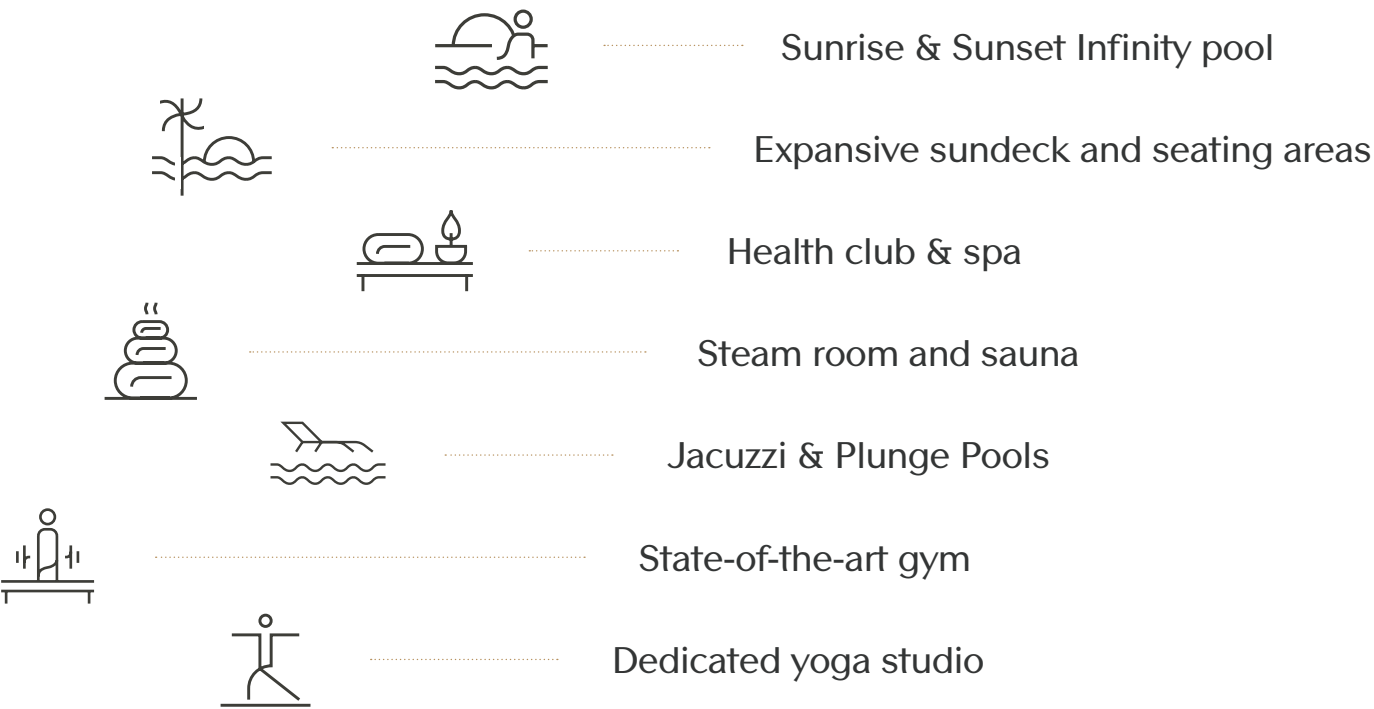 Sunrise & Sunset Infinity pool
Expansive sundeck and seating areas
Health club & spa
Steam room and sauna
Jacuzzi & Plunge Pools
State-of-the-art gym
Dedicated yoga studio